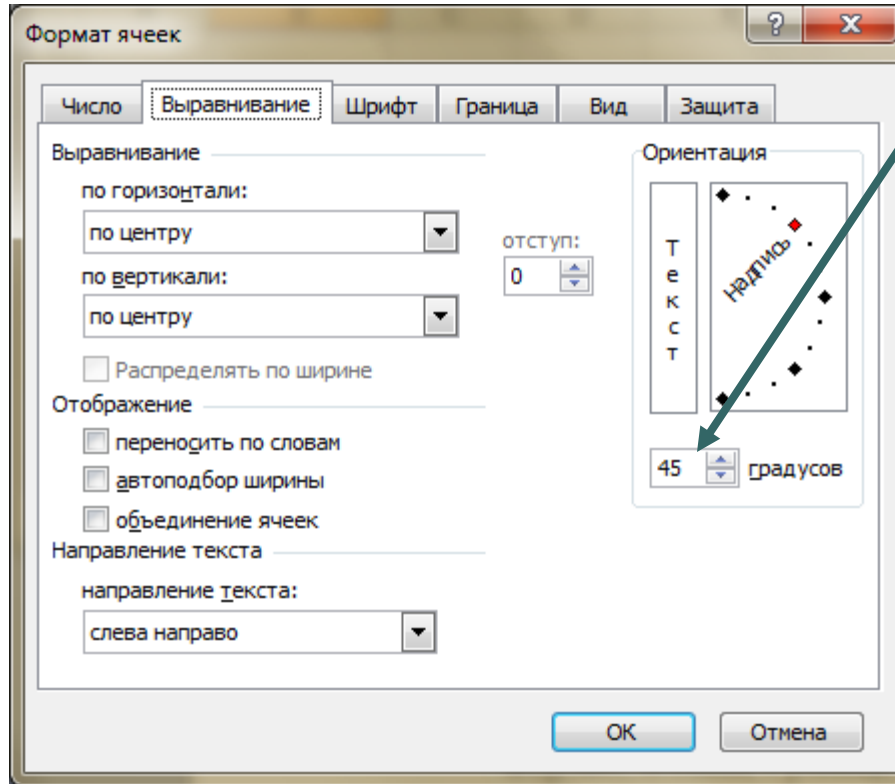 Формат ячеек
Число Выравнивание Шрифт Граница Вид Защита
Выравнивание
по горизонтали:
по центру
отступ:
0
по вертикали:
по центру
Распределять по ширине
Отображение
переносить по словам
автоподбор ширины
объединение ячеек
Направление текста
направление текста:
слева направо
Ориентация
Текст
Надпись
45 градусов
ОК Отмена